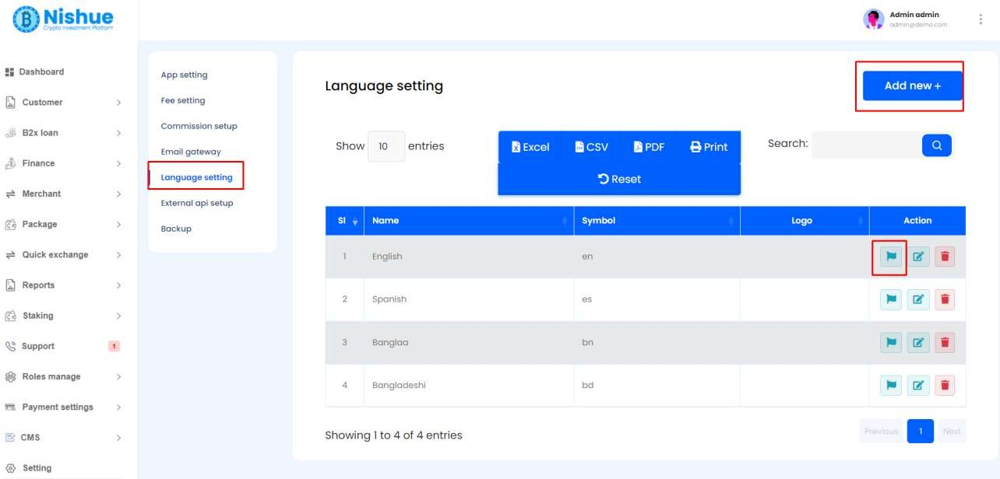 Nishue
Crypto Investment Platform
Admin admin
admin@demo.com
Dashboard
Customer
B2x loan
Finance
Merchant
Package
Quick exchange
Reports
Staking
Support 1
Roles manage
Payment settings
CMS
Setting
App setting
Fee setting
Commission setup
Email gateway
Language setting
External api setup
Backup
Language setting
Add new +
Show 10 entries
Excel CSV PDF Print
Reset
Search:
Sl Name Symbol Logo Action
1 English en
2 Spanish es
3 Banglaa bn
4 Bangladeshi bd
Showing 1 to 4 of 4 entries
Previous 1 Next